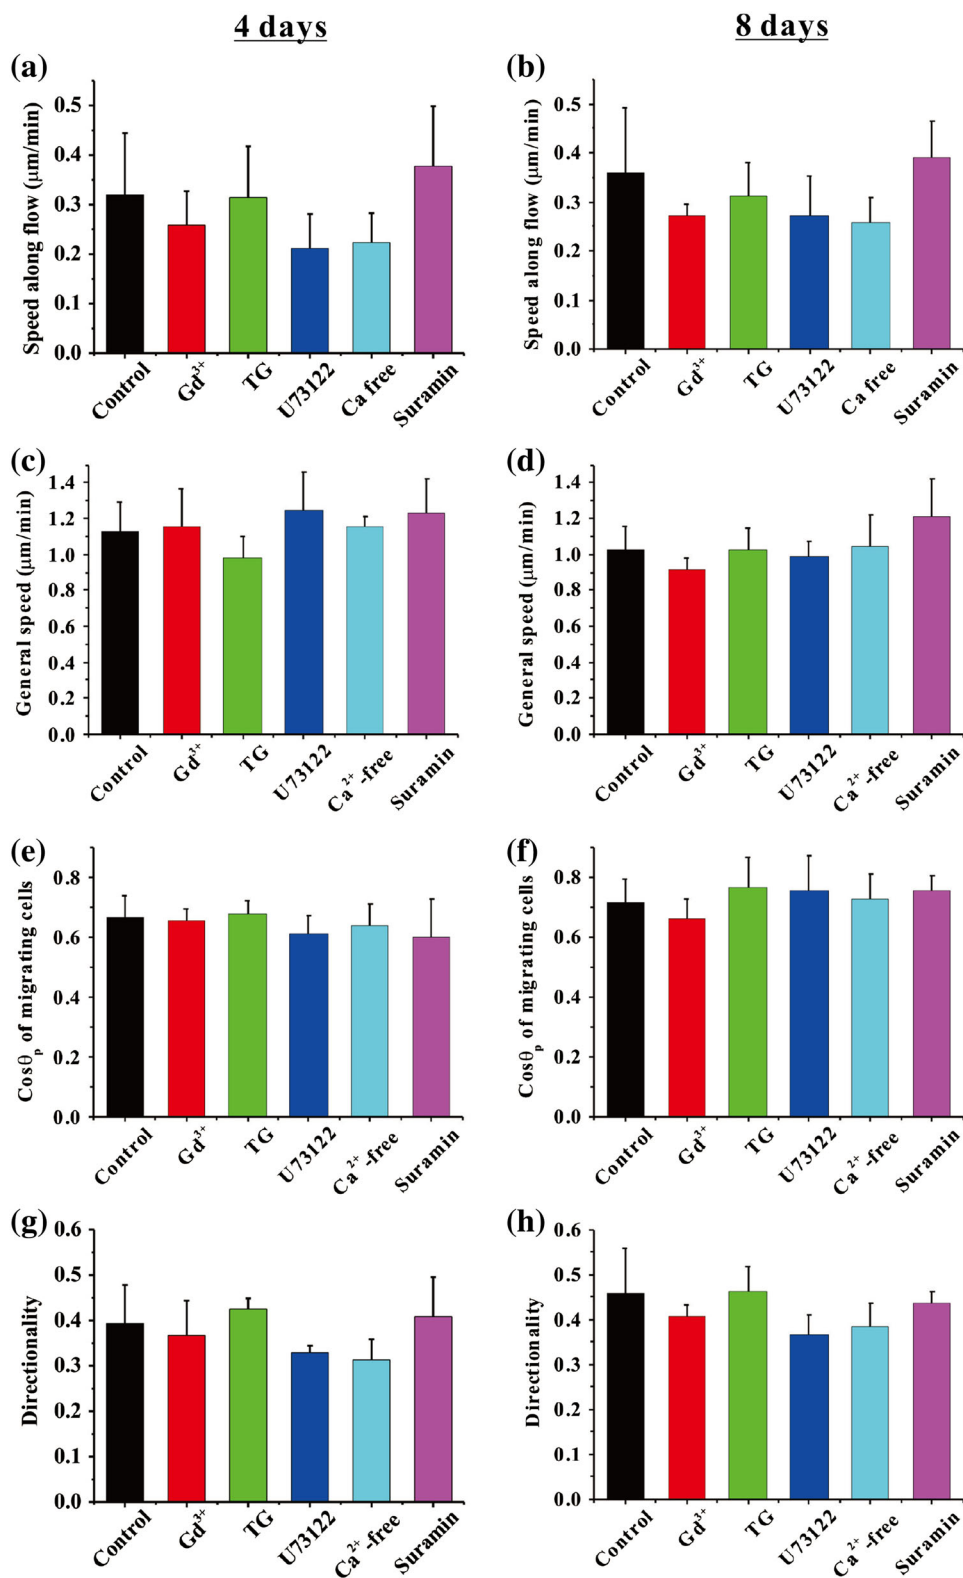 4 days
8 days
(a)
Speed along flow (μm/min)
0.5
0.4
0.3
0.2
0.1
0.0
Control
Gd³⁺
TG
U73122
Ca free
Suramin
(b)
Speed along flow (μm/min)
0.5
0.4
0.3
0.2
0.1
0.0
Control
Gd³⁺
TG
U73122
Ca free
Suramin
(c)
General speed (μm/min)
1.4
1.2
1.0
0.8
0.6
0.4
0.2
0.0
Control
Gd³⁺
TG
U73122
Ca²⁺-free
Suramin
(d)
General speed (μm/min)
1.4
1.2
1.0
0.8
0.6
0.4
0.2
0.0
Control
Gd³⁺
TG
U73122
Ca²⁺-free
Suramin
(e)
Cosθp of migrating cells
0.8
0.6
0.4
0.2
0.0
Control
Gd³⁺
TG
U73122
Ca²⁺-free
Suramin
(f)
Cosθp of migrating cells
0.8
0.6
0.4
0.2
0.0
Control
Gd³⁺
TG
U73122
Ca²⁺-free
Suramin
(g)
Directionality
0.6
0.5
0.4
0.3
0.2
0.1
0.0
Control
Gd³⁺
TG
U73122
Ca²⁺-free
Suramin
(h)
Directionality
0.6
0.5
0.4
0.3
0.2
0.1
0.0
Control
Gd³⁺
TG
U73122
Ca²⁺-free
Suramin